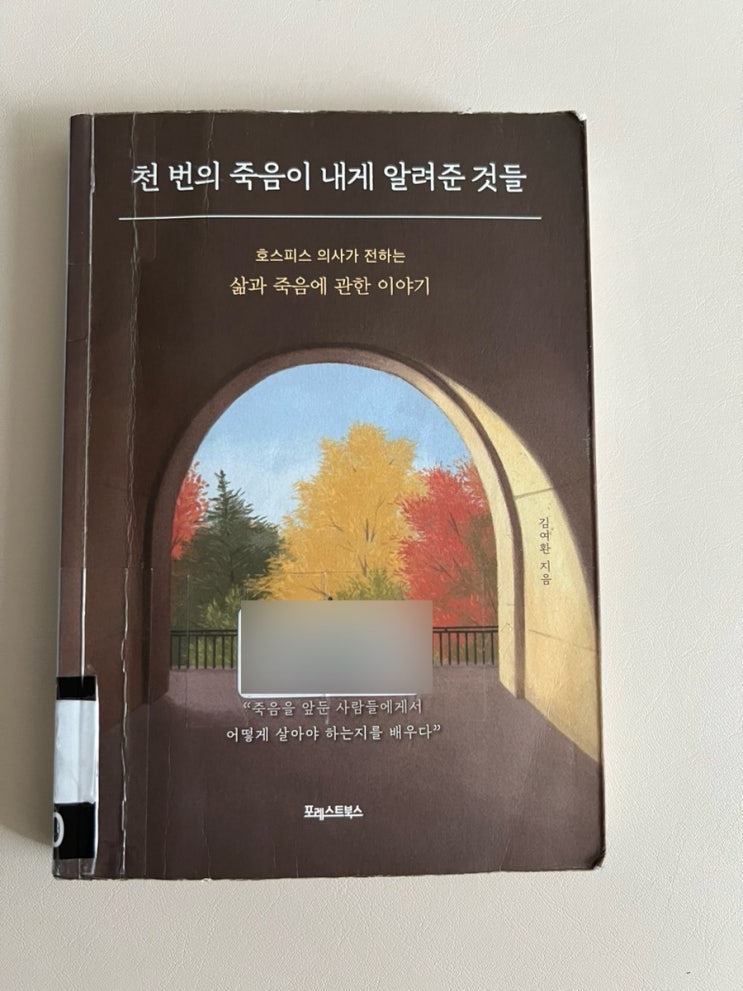 천 번의 죽음이 내게 알려준 것들
호스피스 의사가 전하는
삶과 죽음에 관한 이야기
김여환 지음
“죽음을 앞둔 사람들에게서
어떻게 살아야 하는지를 배우다”
포레스트북스